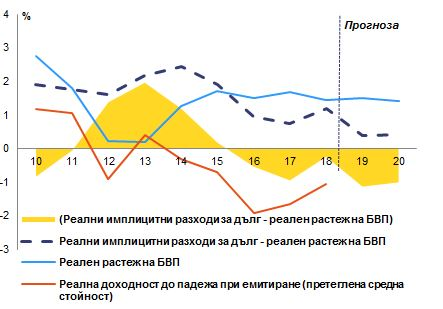 4
%
Прогноза
3
2
1
0
10 11 12 13 14 15 16 17 18 19 20
-1
-2
(Реални имплицитни разходи за дълг - реален растеж на БВП)
-3
Реални имплицитни разходи за дълг - реален растеж на БВП
Реален растеж на БВП
Реална доходност до падежа при емитиране (претеглена средна
стойност)